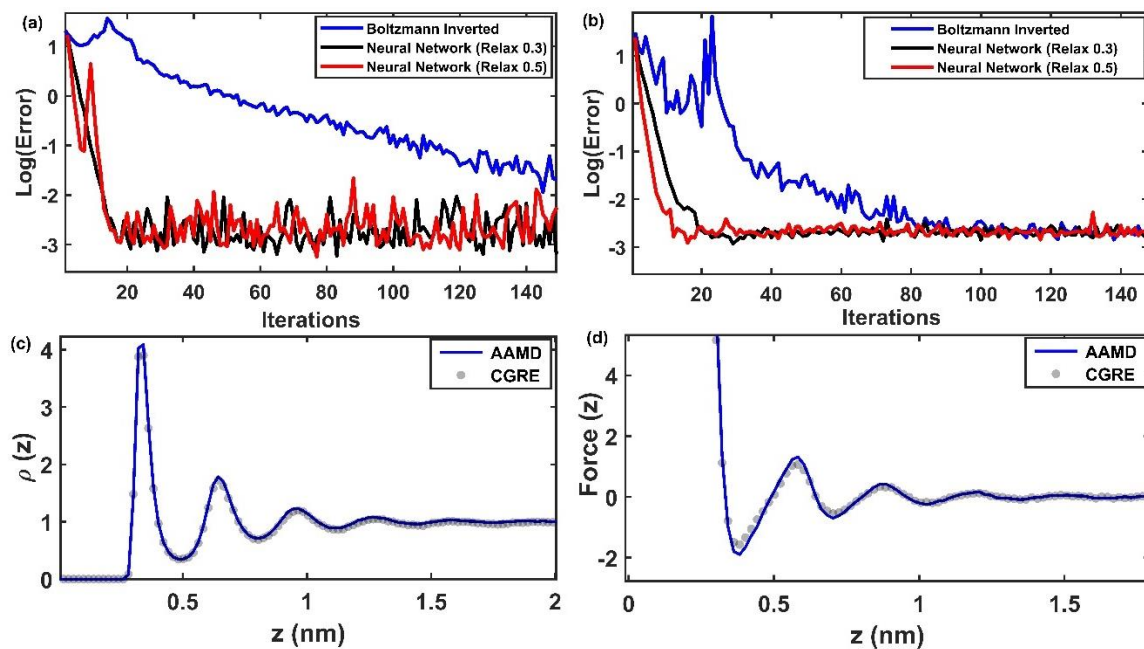 (a)
Boltzmann Inverted
Neural Network (Relax 0.3)
Neural Network (Relax 0.5)
Log(Error)
1
0
-1
-2
-3
20 40 60 80 100 120 140
Iterations
(b)
Boltzmann Inverted
Neural Network (Relax 0.3)
Neural Network (Relax 0.5)
Log(Error)
1
0
-1
-2
-3
20 40 60 80 100 120 140
Iterations
(c)
AAMD
CGRE
ρ (z)
4
3
2
1
0
0.5 1 1.5 2
z (nm)
(d)
AAMD
CGRE
Force (z)
4
2
0
-2
0 0.5 1 1.5
z (nm)